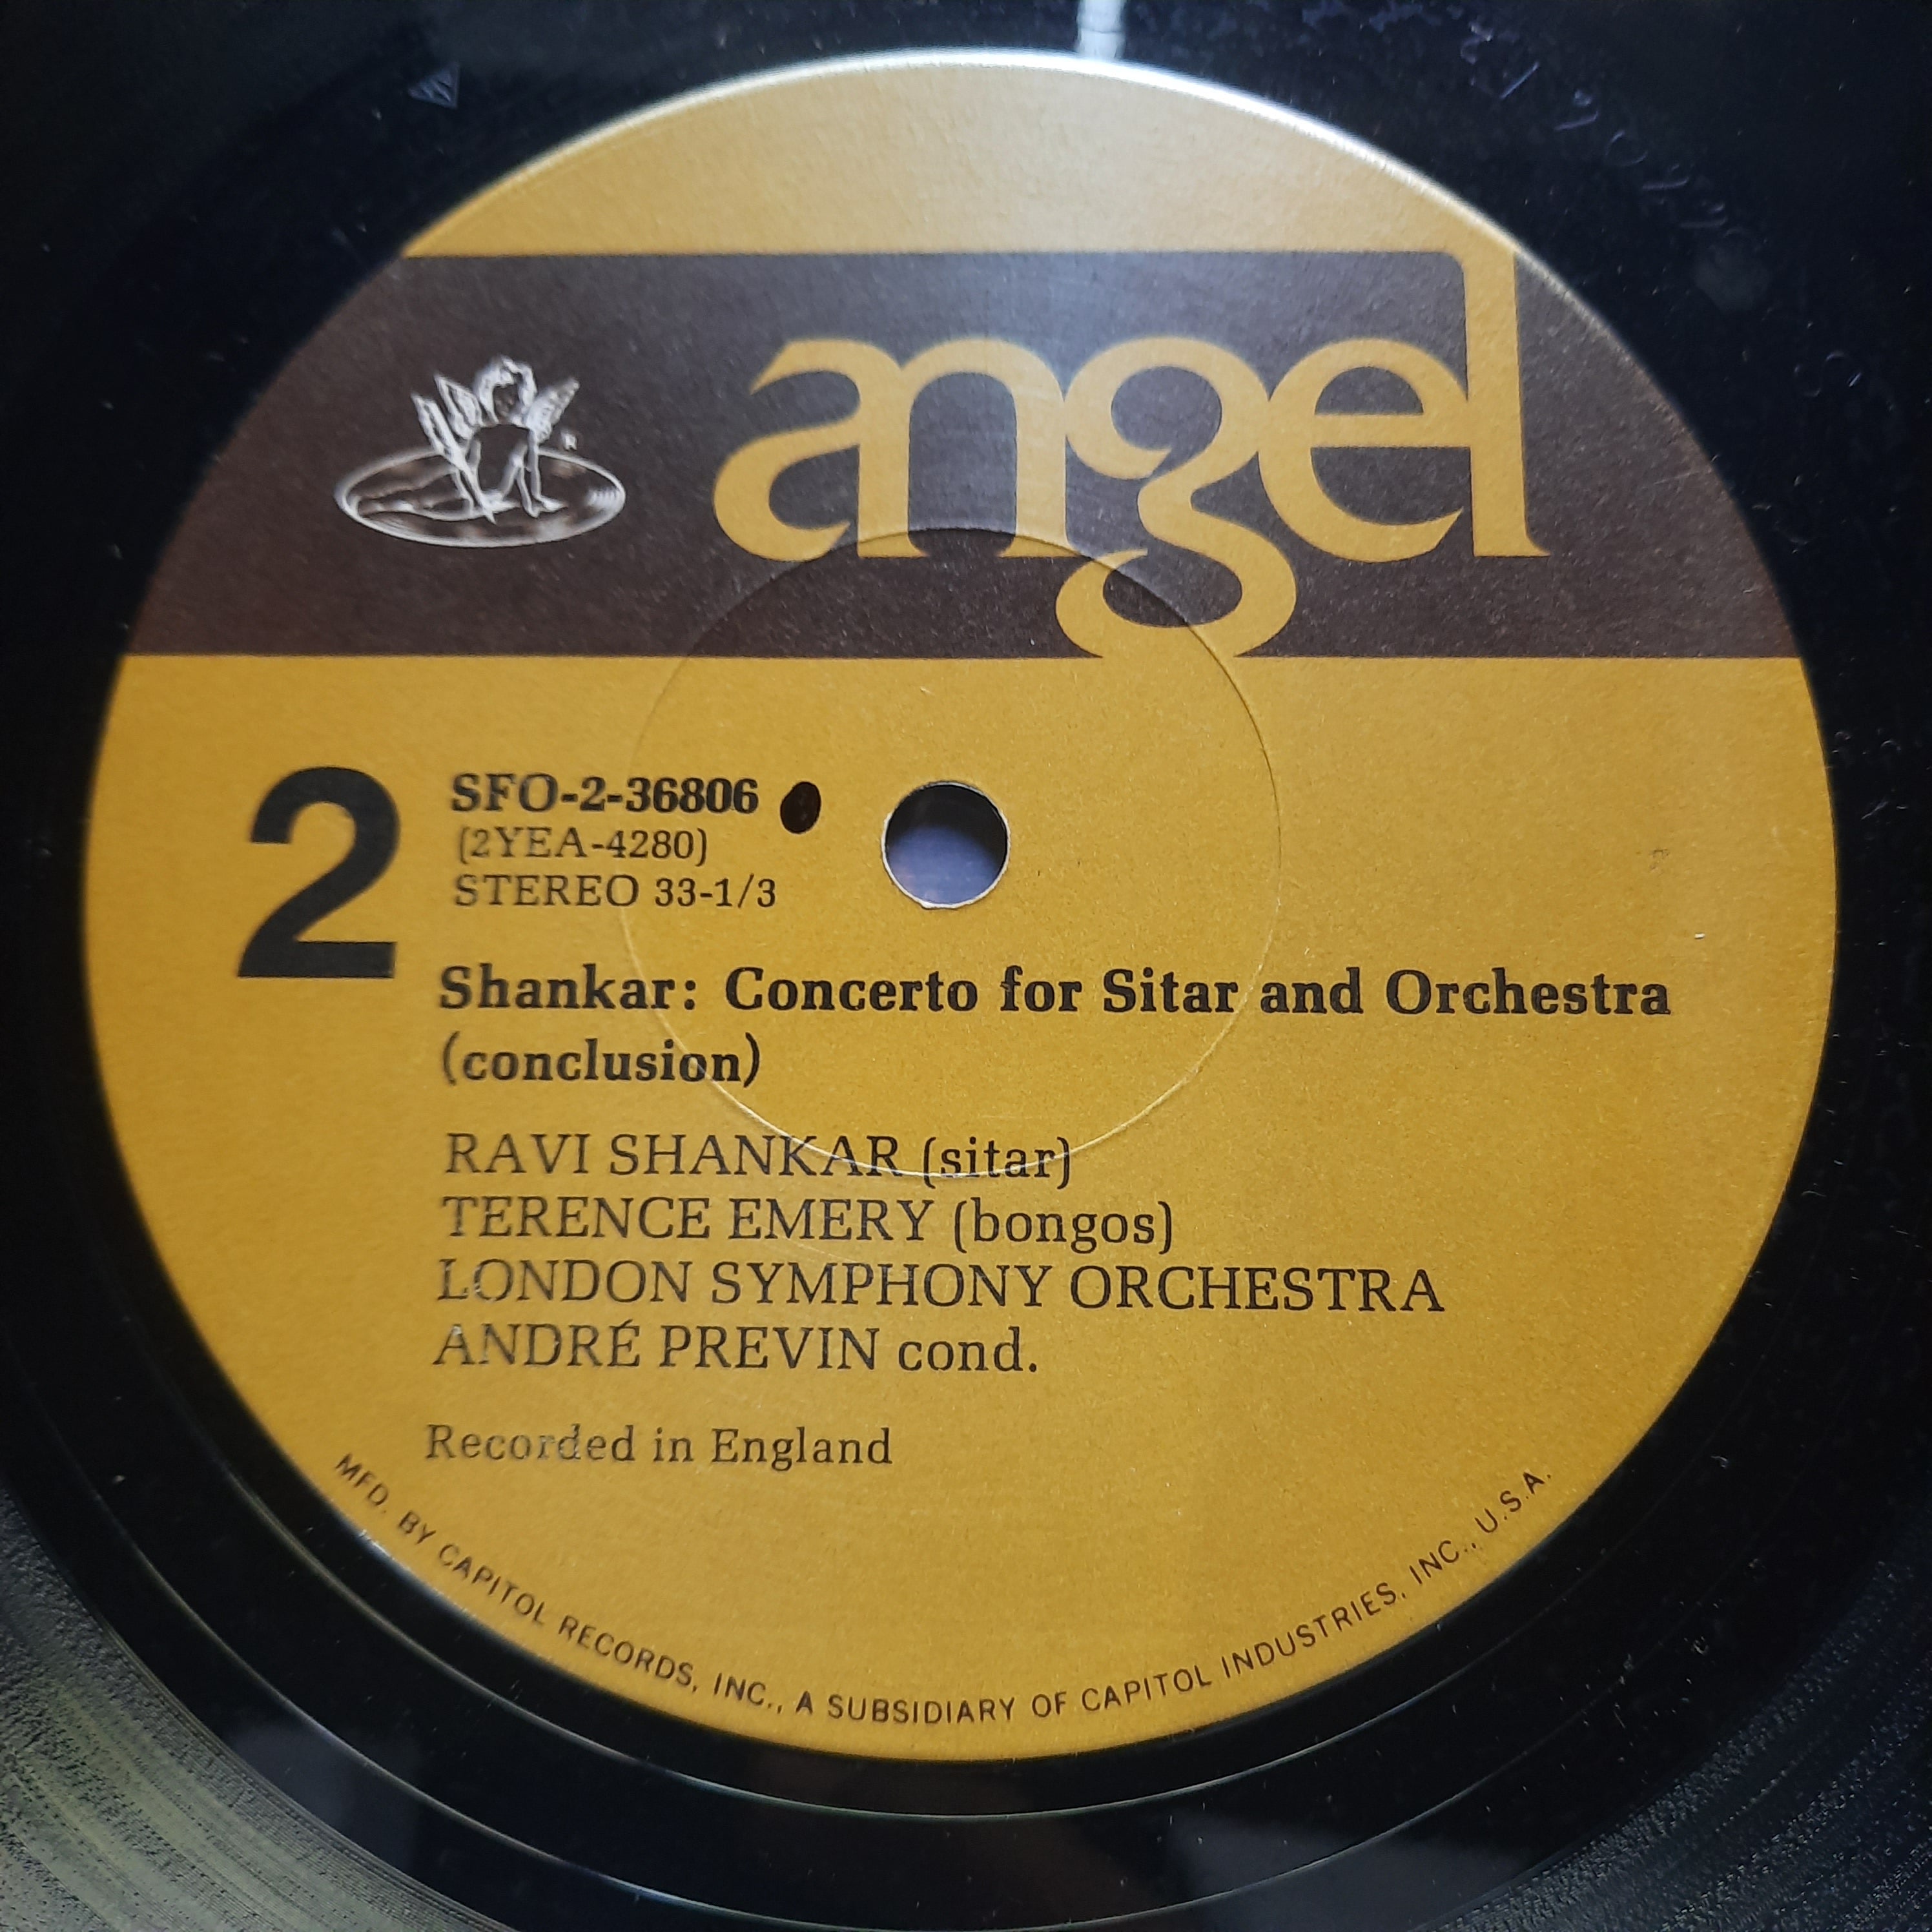 angel
®
2
SFO-2-36806
(2YEA-4280)
STEREO 33-1/3
Shankar: Concerto for Sitar and Orchestra
(conclusion)
RAVI SHANKAR (sitar)
TERENCE EMERY (bongos)
LONDON SYMPHONY ORCHESTRA
ANDRÉ PREVIN cond.
Recorded in England
MFD. BY CAPITOL RECORDS, INC., A SUBSIDIARY OF CAPITOL INDUSTRIES, INC., U.S.A.